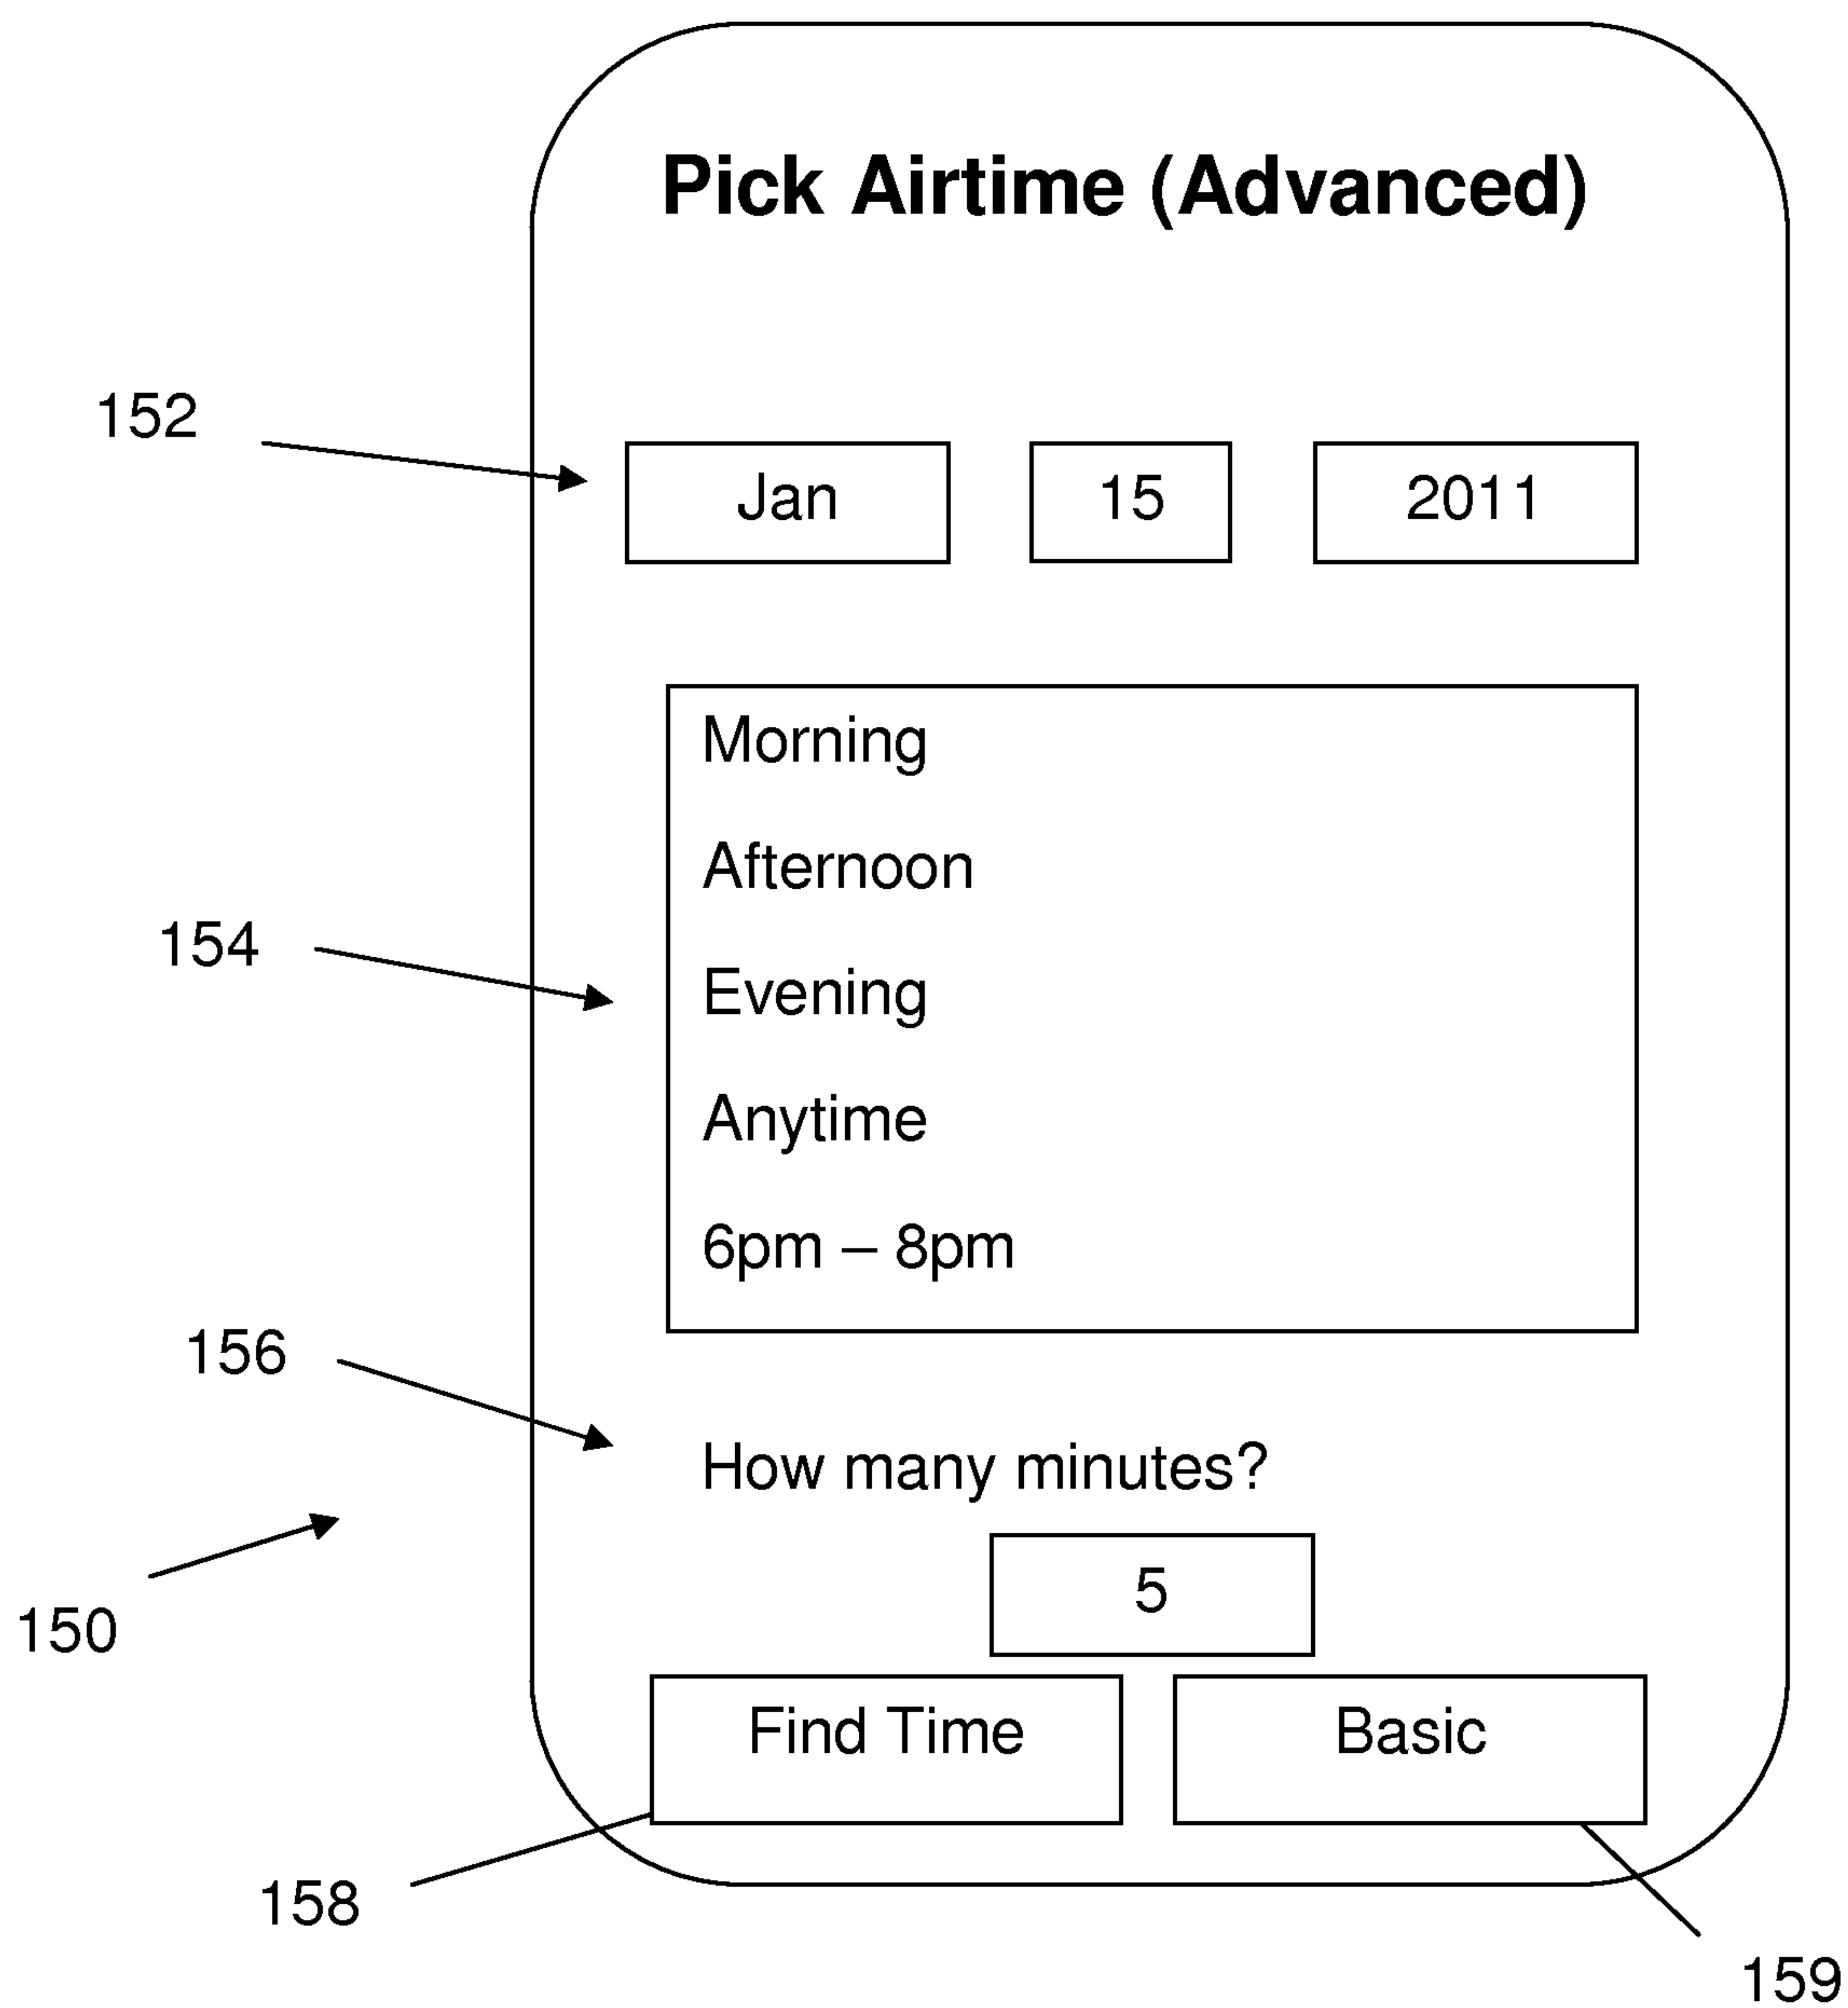 Pick Airtime (Advanced)
152
Jan 15 2011
Morning
Afternoon
154
Evening
Anytime
6pm – 8pm
156
How many minutes?
150
5
Find Time Basic
158
159